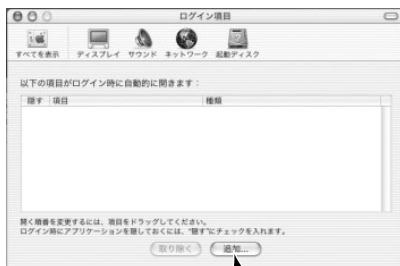 ログイン項目
すべてを表示 ディスプレイ サウンド ネットワーク 起動ディスク
以下の項目がログイン時に自動的に開きます：
隠す 項目 種類
開く順番を変更するには、項目をドラッグしてください。
ログイン時にアプリケーションを隠しておくには、"隠す"にチェックを入れます。
取り除く 追加...